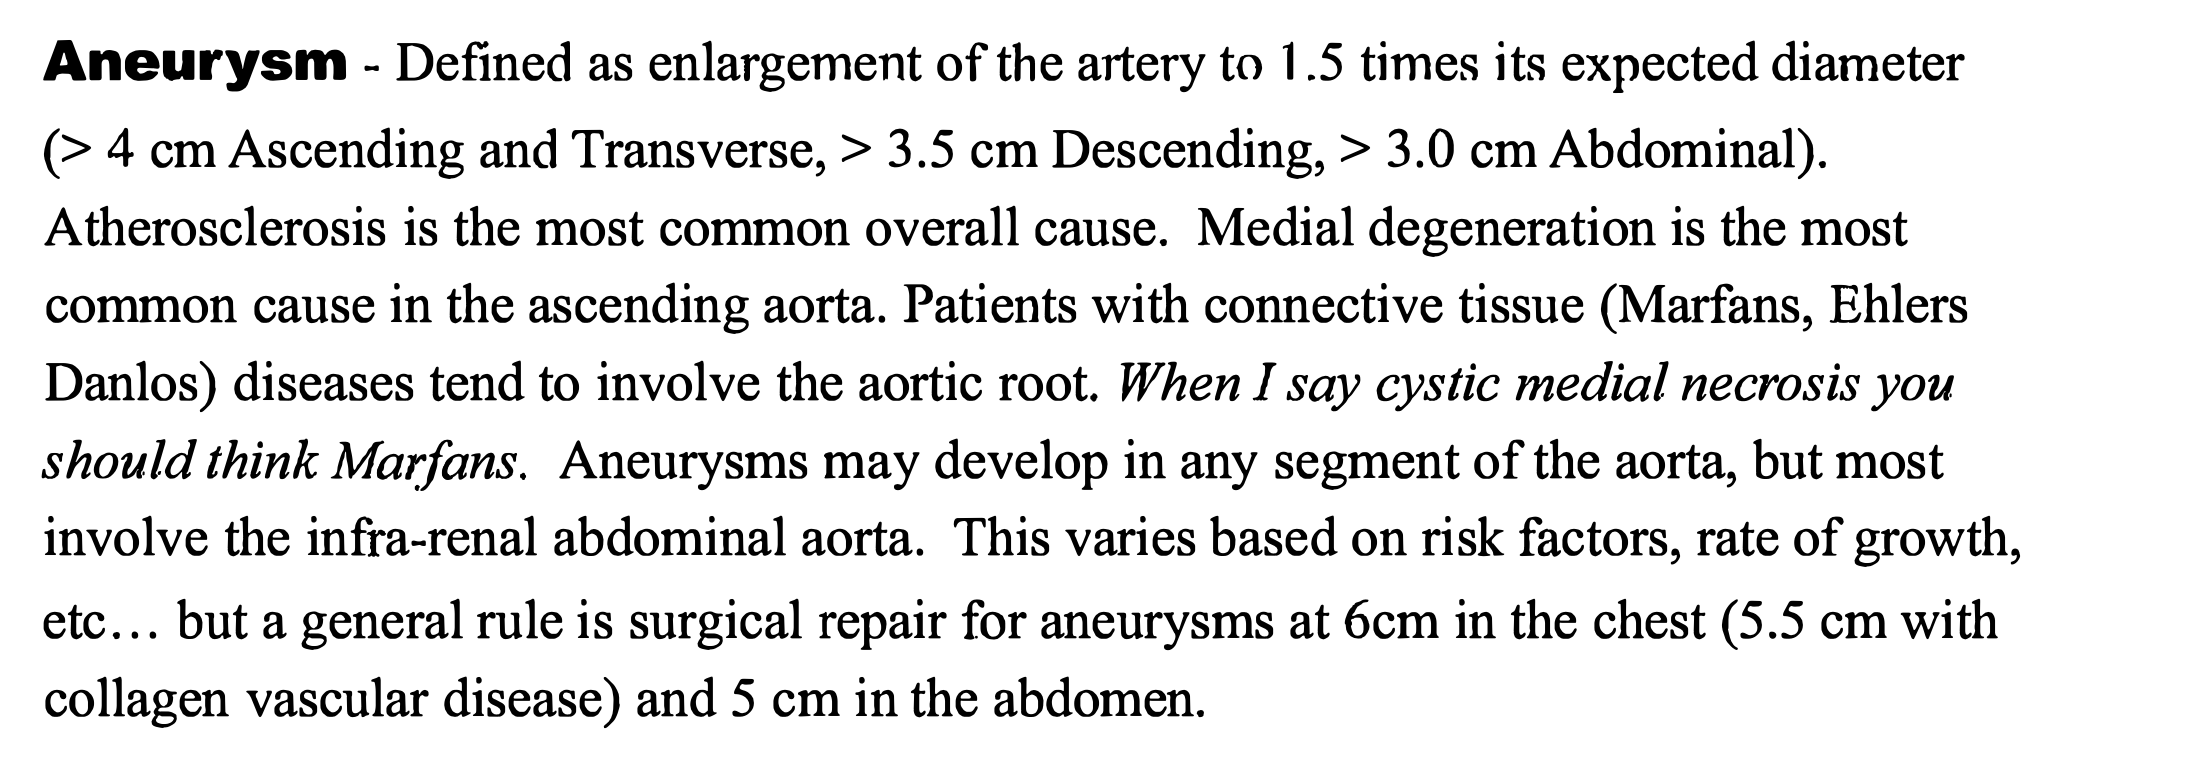 Aneurysm - Defined as enlargement of the artery to 1.5 times its expected diameter
(> 4 cm Ascending and Transverse, > 3.5 cm Descending, > 3.0 cm Abdominal).
Atherosclerosis is the most common overall cause.  Medial degeneration is the most
common cause in the ascending aorta. Patients with connective tissue (Marfans, Ehlers
Danlos) diseases tend to involve the aortic root. When I say cystic medial necrosis you
should think Marfans.  Aneurysms may develop in any segment of the aorta, but most
involve the infra-renal abdominal aorta.  This varies based on risk factors, rate of growth,
etc… but a general rule is surgical repair for aneurysms at 6cm in the chest (5.5 cm with
collagen vascular disease) and 5 cm in the abdomen.